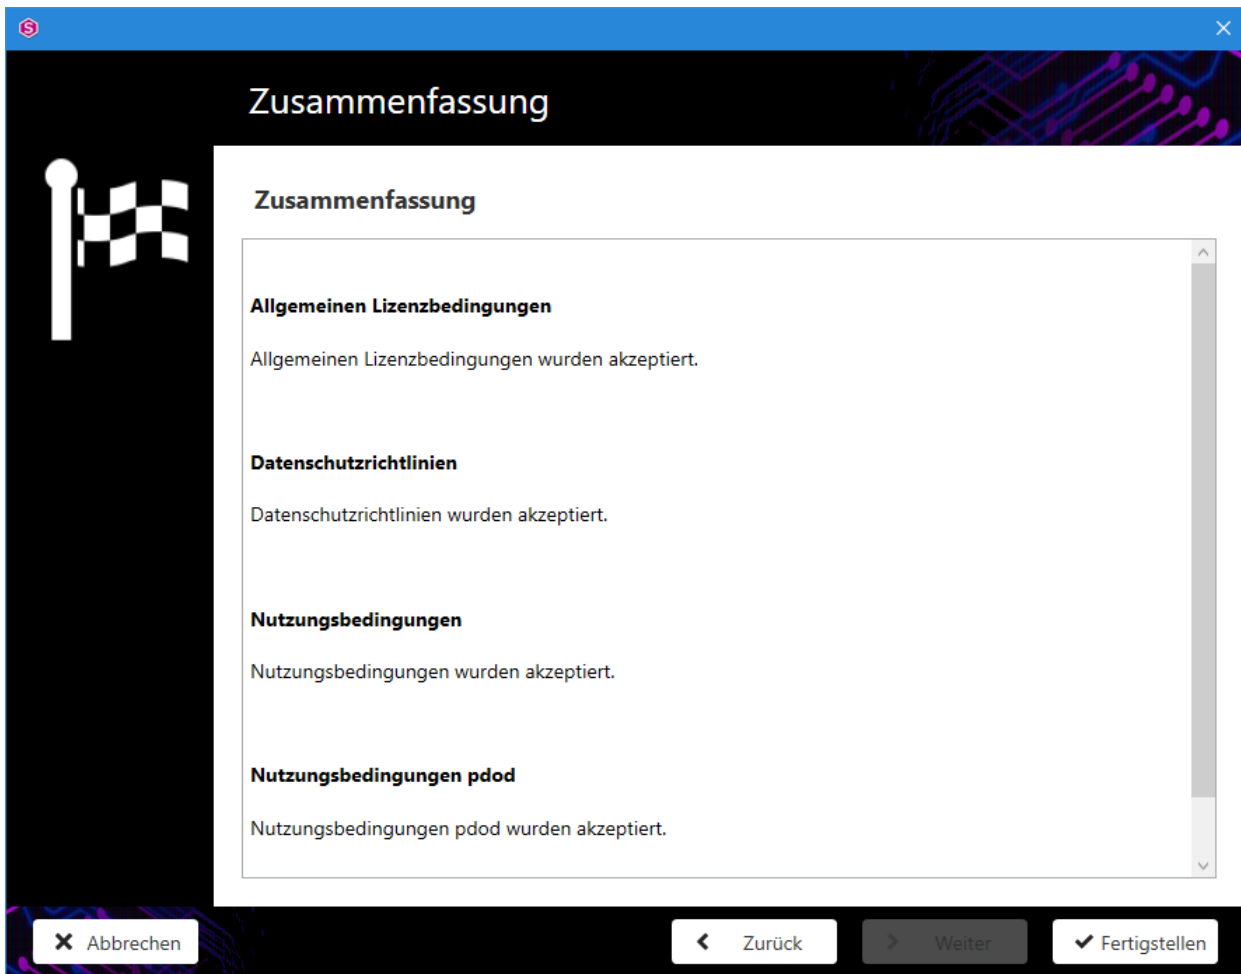 Zusammenfassung
Zusammenfassung
Allgemeinen Lizenzbedingungen
Allgemeinen Lizenzbedingungen wurden akzeptiert.
Datenschutzrichtlinien
Datenschutzrichtlinien wurden akzeptiert.
Nutzungsbedingungen
Nutzungsbedingungen wurden akzeptiert.
Nutzungsbedingungen pdod
Nutzungsbedingungen pdod wurden akzeptiert.
Abbrechen
Zurück
Weiter
Fertigstellen